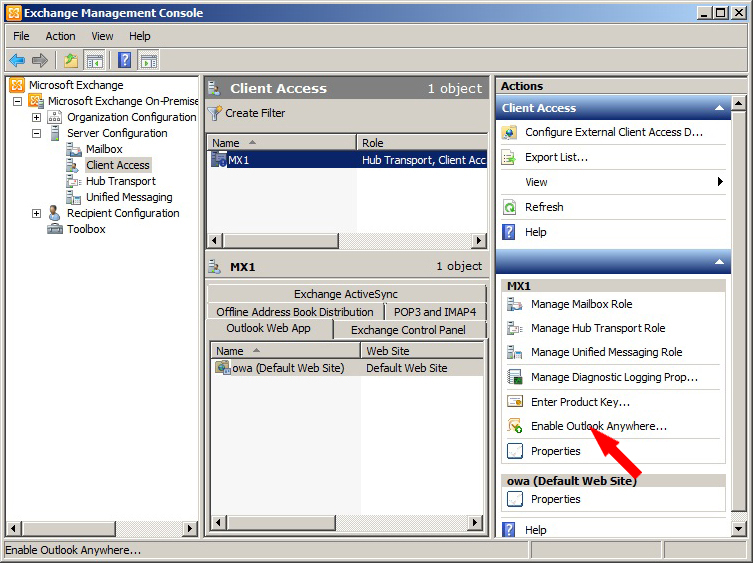 Exchange Management Console
File Action View Help
Microsoft Exchange
Microsoft Exchange On-Premise
Organization Configuration
Server Configuration
Mailbox
Client Access
Hub Transport
Unified Messaging
Recipient Configuration
Toolbox
Client Access 1 object
Create Filter
Name Role
MX1 Hub Transport, Client Acc
MX1 1 object
Exchange ActiveSync
Offline Address Book Distribution POP3 and IMAP4
Outlook Web App Exchange Control Panel
Name Web Site
owa (Default Web Site) Default Web Site
Actions
Client Access
Configure External Client Access D...
Export List...
View
Refresh
Help
MX1
Manage Mailbox Role
Manage Hub Transport Role
Manage Unified Messaging Role
Manage Diagnostic Logging Prop...
Enter Product Key...
Enable Outlook Anywhere...
Properties
owa (Default Web Site)
Properties
Help
Enable Outlook Anywhere...